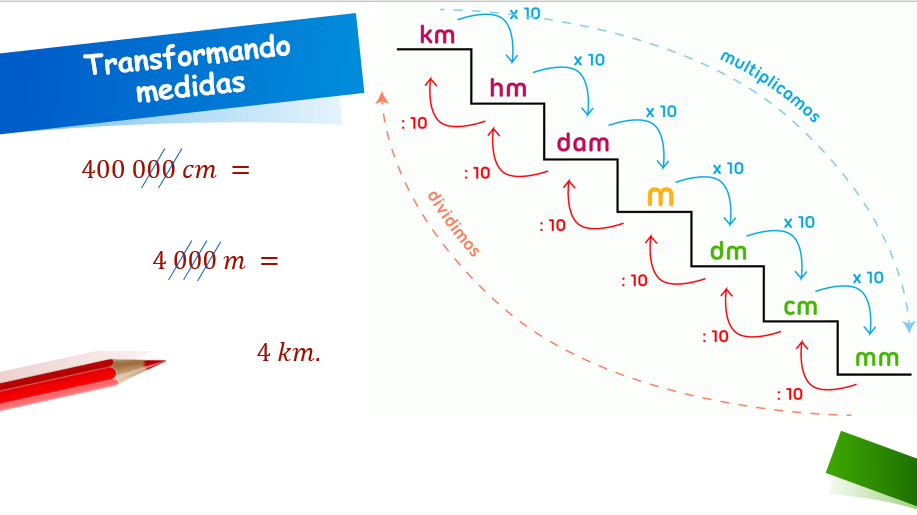 Transformando
medidas
400 000 cm =
4 000 m =
4 km.
km
x 10
hm
x 10
dam
x 10
m
x 10
dm
x 10
cm
x 10
mm
multiplicamos
: 10
: 10
: 10
: 10
: 10
: 10
dividimos